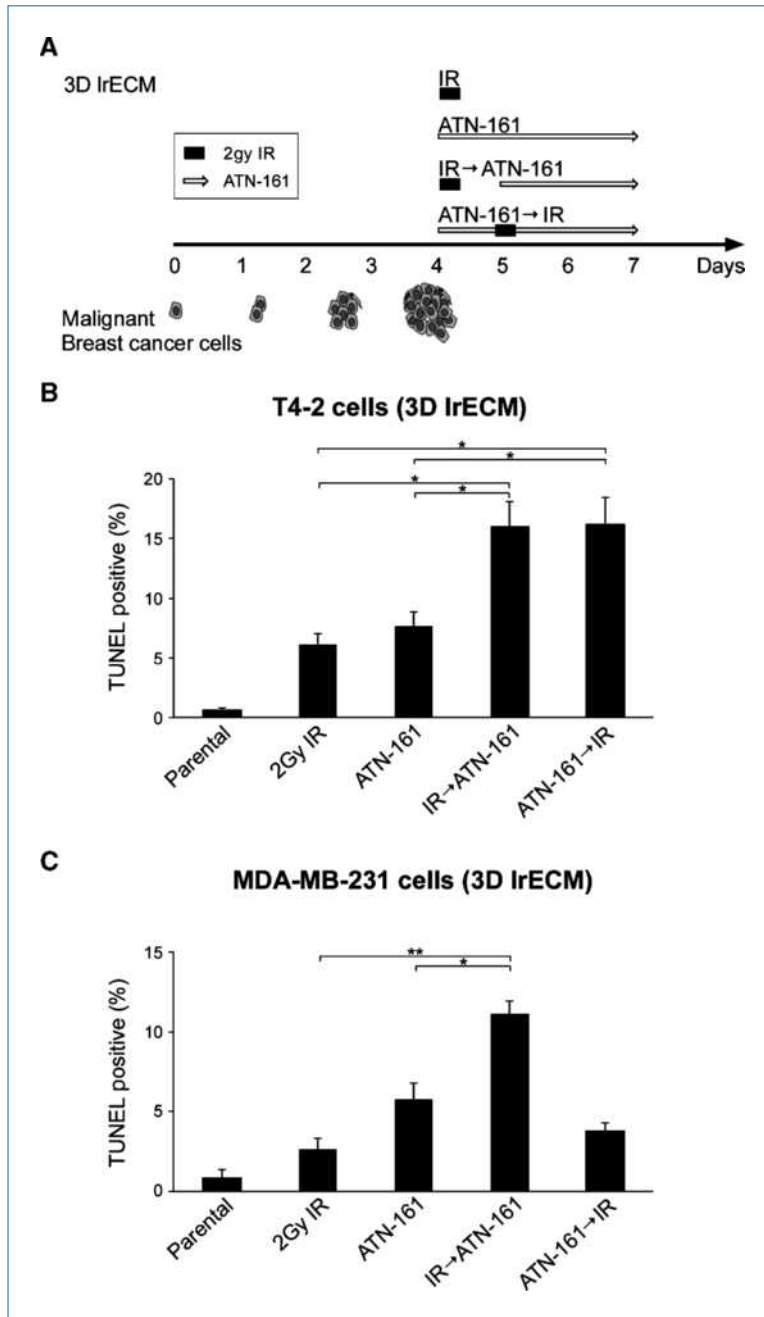 A
3D IrECM
IR
ATN-161
IR→ATN-161
ATN-161→IR
2gy IR
ATN-161
0 1 2 3 4 5 6 7 Days
Malignant
Breast cancer cells
B
T4-2 cells (3D IrECM)
* *
* *
20
15
10
5
0
TUNEL positive (%)
Parental 2Gy IR ATN-161 IR→ATN-161 ATN-161→IR
C
MDA-MB-231 cells (3D IrECM)
**
*
15
10
5
0
TUNEL positive (%)
Parental 2Gy IR ATN-161 IR→ATN-161 ATN-161→IR